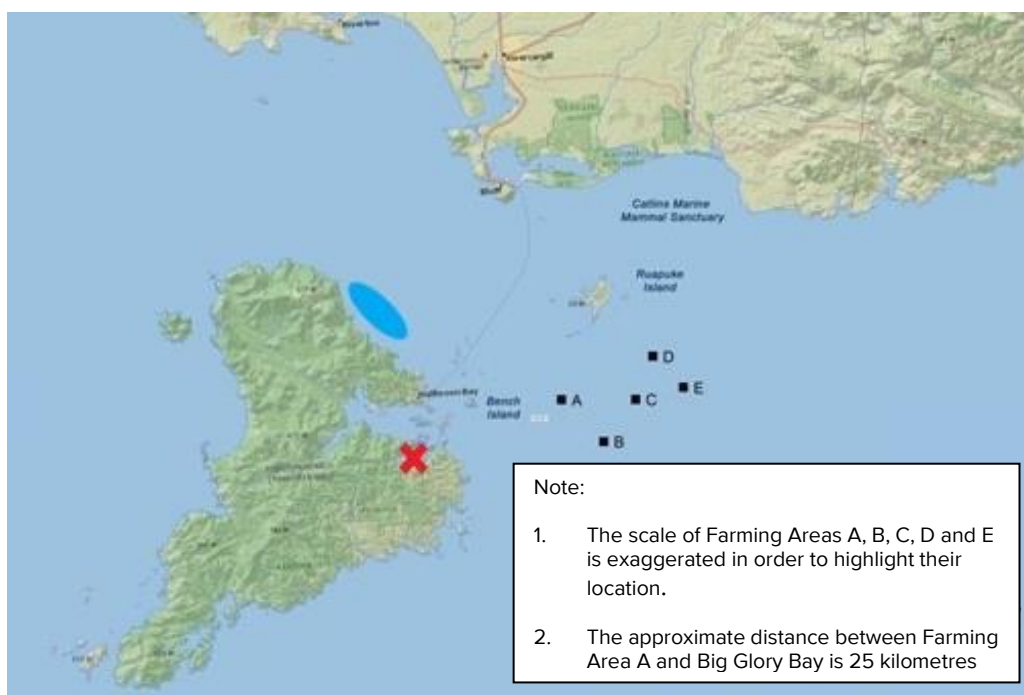 Riverton
Invercargill
Bluff
Catlins Marine
Mammal Sanctuary
Ruapuke
Island
D
E
Bench
Island
A
C
B
Note:
1. The scale of Farming Areas A, B, C, D and E
is exaggerated in order to highlight their
location.
2. The approximate distance between Farming
Area A and Big Glory Bay is 25 kilometres